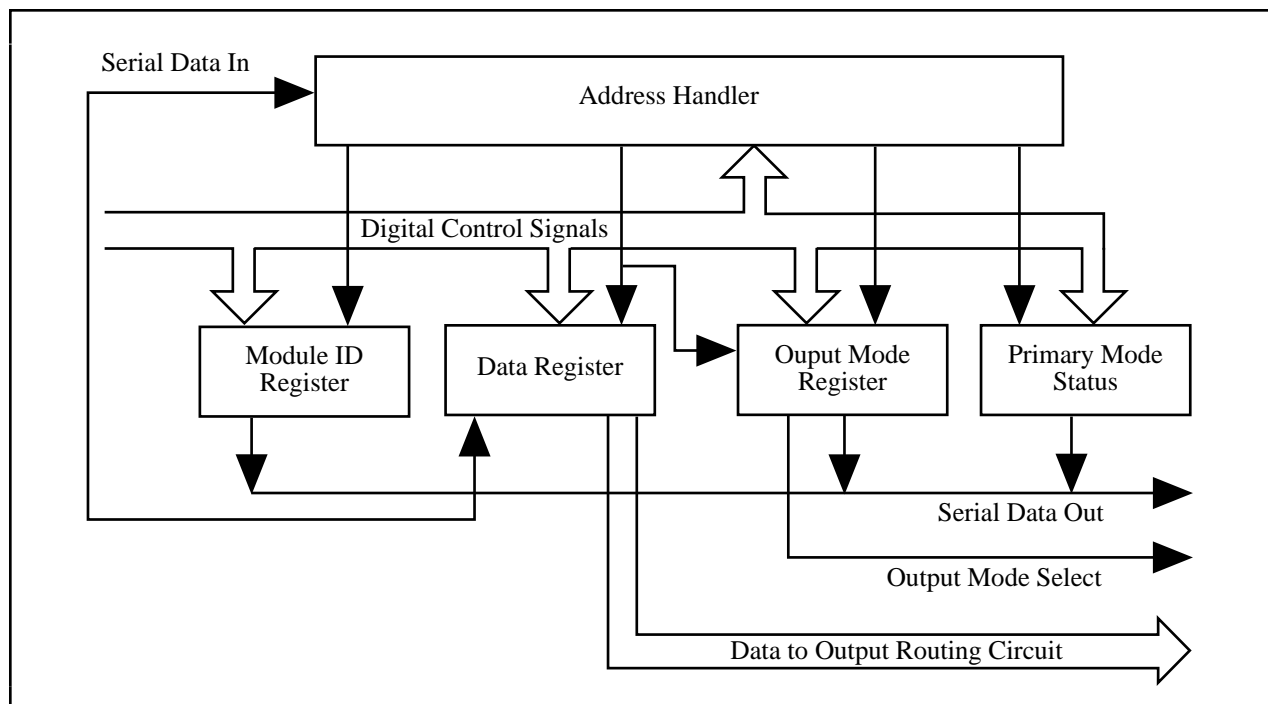 Serial Data In
Address Handler
Digital Control Signals
Module ID
Register
Data Register
Ouput Mode
Register
Primary Mode
Status
Serial Data Out
Output Mode Select
Data to Output Routing Circuit